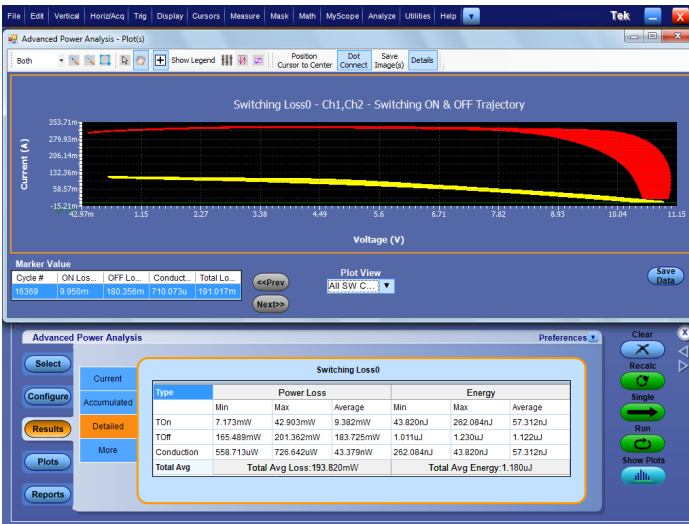 File Edit Vertical Horiz/Acq Trig Display Cursors Measure Mask Math MyScope Analyze Utilities Help Tek
Advanced Power Analysis - Plot(s)
Both Show Legend Position Cursor to Center Dot Connect Save Image(s) Details
Switching Loss0 - Ch1,Ch2 - Switching ON & OFF Trajectory
Current (A)
353.71m
279.93m
206.14m
132.36m
58.57m
-15.21m
42.97m 1.15 2.27 3.38 4.49 5.6 6.71 7.82 8.93 10.04 11.15
Voltage (V)
Marker Value
Cycle # ON Los... OFF Lo... Conduct... Total Lo...
16369 9.950m 180.356m 710.073u 191.017m
<<Prev
Next>>
Plot View
All SW C...
Save Data
Advanced Power Analysis Preferences
Select
Configure
Results
Plots
Reports
Current
Accumulated
Detailed
More
Switching Loss0
Type Power Loss Energy
Min Max Average Min Max Average
TOn 7.173mW 42.903mW 9.382mW 43.820nJ 262.084nJ 57.312nJ
TOff 165.489mW 201.362mW 183.725mW 1.011uJ 1.230uJ 1.122uJ
Conduction 558.713uW 726.642uW 43.379nW 262.084nJ 43.820nJ 57.312nJ
Total Avg Total Avg Loss:193.820mW Total Avg Energy:1.180uJ
Clear
X
Recalc
Single
Run
Show Plots